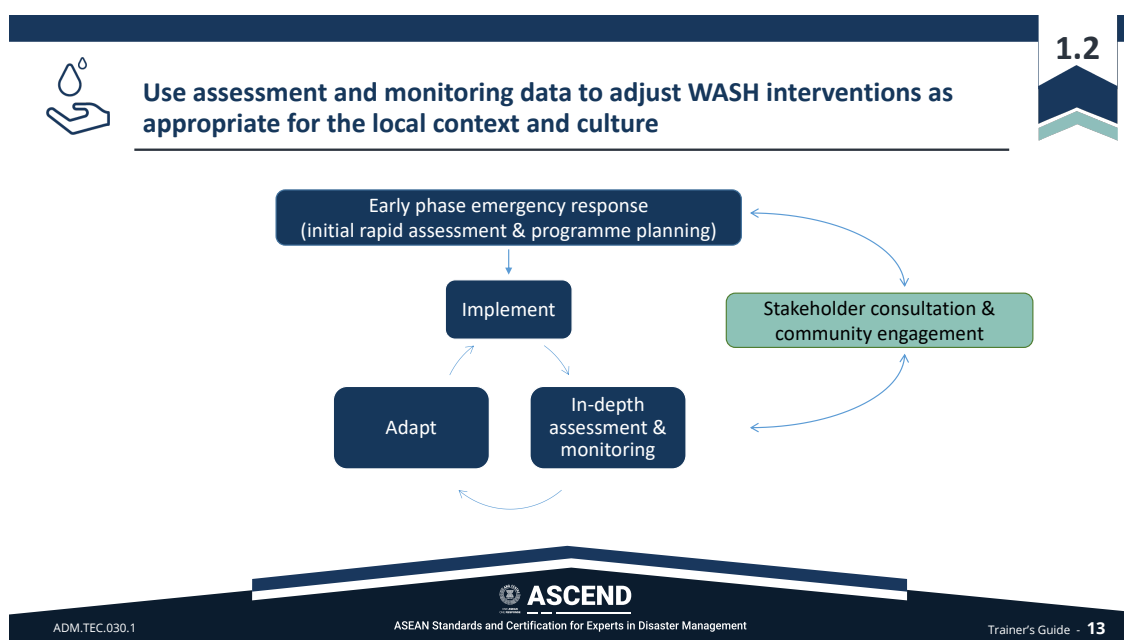 1.2
Use assessment and monitoring data to adjust WASH interventions as
appropriate for the local context and culture
Early phase emergency response
(initial rapid assessment & programme planning)
Implement
Stakeholder consultation &
community engagement
Adapt
In-depth
assessment &
monitoring
ASCEND
ASEAN Standards and Certification for Experts in Disaster Management
ADM.TEC.030.1
Trainer's Guide - 13